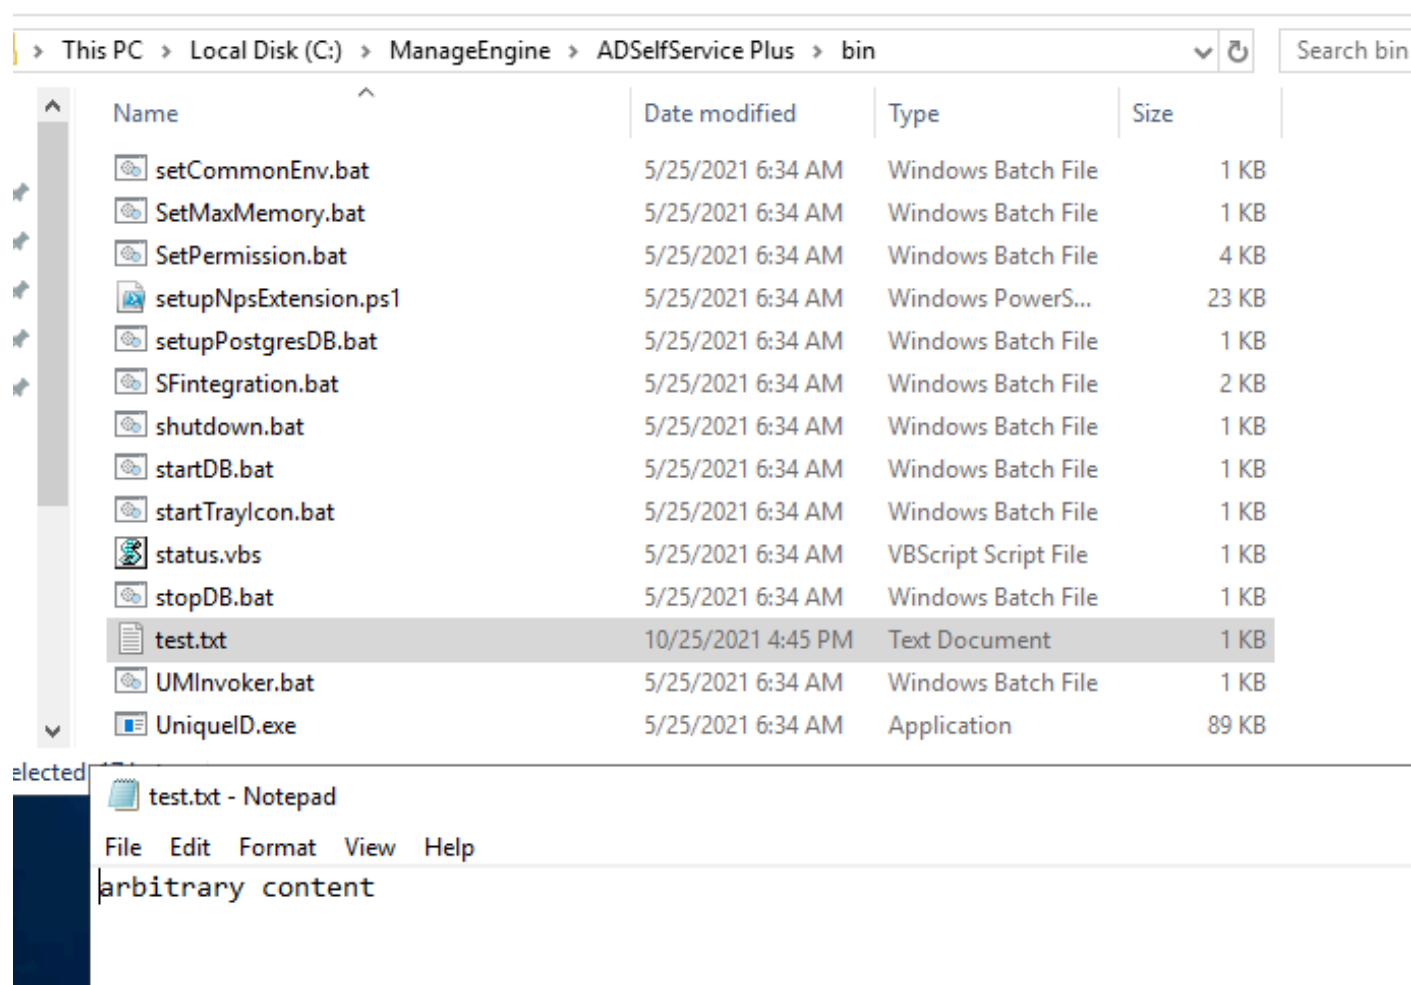 This PC > Local Disk (C:) > ManageEngine > ADSelfService Plus > bin Search bin
Name Date modified Type Size
setCommonEnv.bat 5/25/2021 6:34 AM Windows Batch File 1 KB
SetMaxMemory.bat 5/25/2021 6:34 AM Windows Batch File 1 KB
SetPermission.bat 5/25/2021 6:34 AM Windows Batch File 4 KB
setupNpsExtension.ps1 5/25/2021 6:34 AM Windows PowerS... 23 KB
setupPostgresDB.bat 5/25/2021 6:34 AM Windows Batch File 1 KB
SFintegration.bat 5/25/2021 6:34 AM Windows Batch File 2 KB
shutdown.bat 5/25/2021 6:34 AM Windows Batch File 1 KB
startDB.bat 5/25/2021 6:34 AM Windows Batch File 1 KB
startTrayIcon.bat 5/25/2021 6:34 AM Windows Batch File 1 KB
status.vbs 5/25/2021 6:34 AM VBScript Script File 1 KB
stopDB.bat 5/25/2021 6:34 AM Windows Batch File 1 KB
test.txt 10/25/2021 4:45 PM Text Document 1 KB
UMInvoker.bat 5/25/2021 6:34 AM Windows Batch File 1 KB
UniqueID.exe 5/25/2021 6:34 AM Application 89 KB
elected
test.txt - Notepad
File Edit Format View Help
arbitrary content